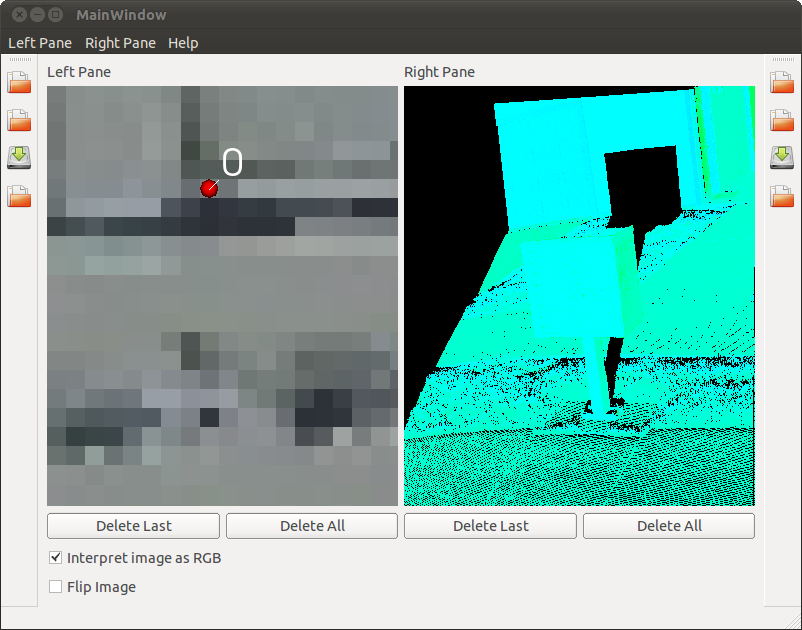 MainWindow
Left Pane Right Pane Help
Left Pane Right Pane
0
Delete Last Delete All Delete Last Delete All
Interpret image as RGB
Flip Image